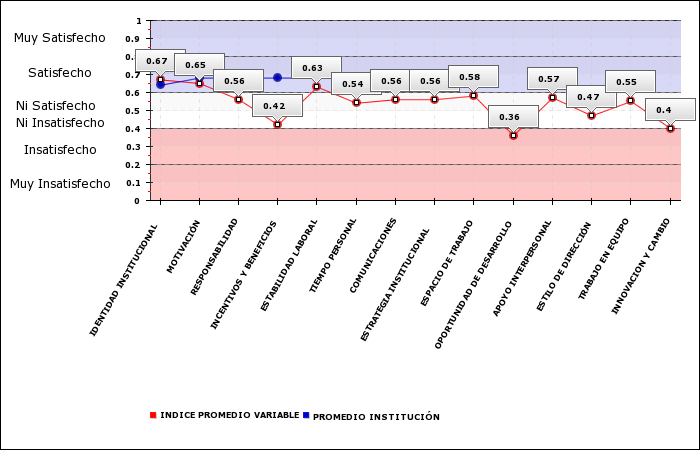 1
Muy Satisfecho
0.9
0.8
Satisfecho
0.7
0.6
Ni Satisfecho
0.5
Ni Insatisfecho
0.4
0.3
Insatisfecho
0.2
0.1
Muy Insatisfecho
0
0.67
0.65
0.56
0.42
0.63
0.54
0.56
0.56
0.58
0.36
0.57
0.47
0.55
0.4
IDENTIDAD INSTITUCIONAL
MOTIVACIÓN
RESPONSABILIDAD
INCENTIVOS Y BENEFICIOS
ESTABILIDAD LABORAL
TIEMPO PERSONAL
COMUNICACIONES
ESTRATEGIA INSTITUCIONAL
ESPACIO DE TRABAJO
OPORTUNIDAD DE DESARROLLO
APOYO INTERPERSONAL
ESTILO DE DIRECCIÓN
TRABAJO EN EQUIPO
INNOVACION Y CAMBIO
INDICE PROMEDIO VARIABLE
PROMEDIO INSTITUCIÓN